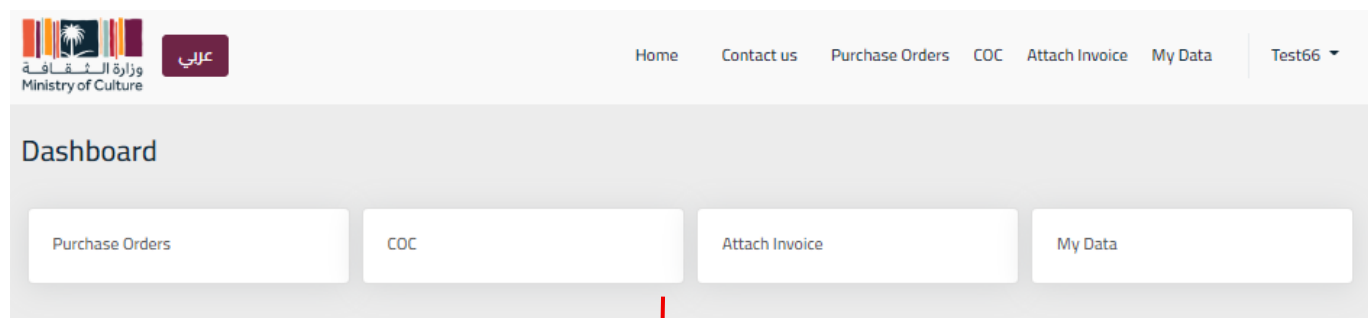 وزارة الـثـقـافـة
Ministry of Culture
عربي
Home Contact us Purchase Orders COC Attach Invoice My Data Test66
Dashboard
Purchase Orders COC Attach Invoice My Data